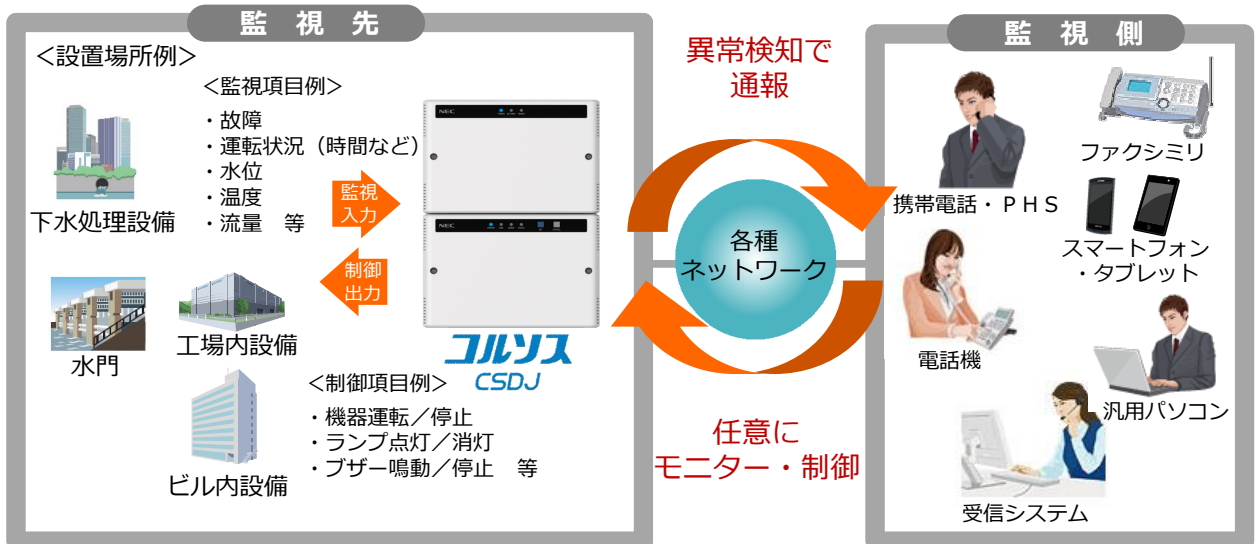 監視先
＜設置場所例＞
＜監視項目例＞
・故障
・運転状況（時間など）
・水位
・温度
・流量　等
下水処理設備
監視
入力
制御
出力
NEC
NEC
水門
工場内設備
コルソス
CSDJ
ビル内設備
＜制御項目例＞
・機器運転／停止
・ランプ点灯／消灯
・ブザー鳴動／停止　等
異常検知で
通報
各種
ネットワーク
任意に
モニター・制御
監視側
ファクシミリ
携帯電話・ＰＨＳ
スマートフォン
・タブレット
電話機
汎用パソコン
受信システム